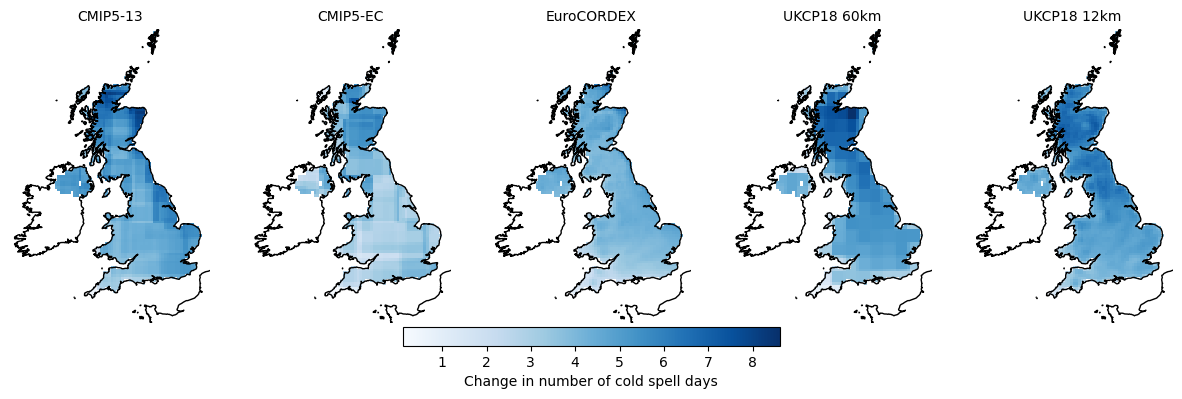 CMIP5-13 CMIP5-EC EuroCORDEX UKCP18 60km UKCP18 12km
1 2 3 4 5 6 7 8
Change in number of cold spell days